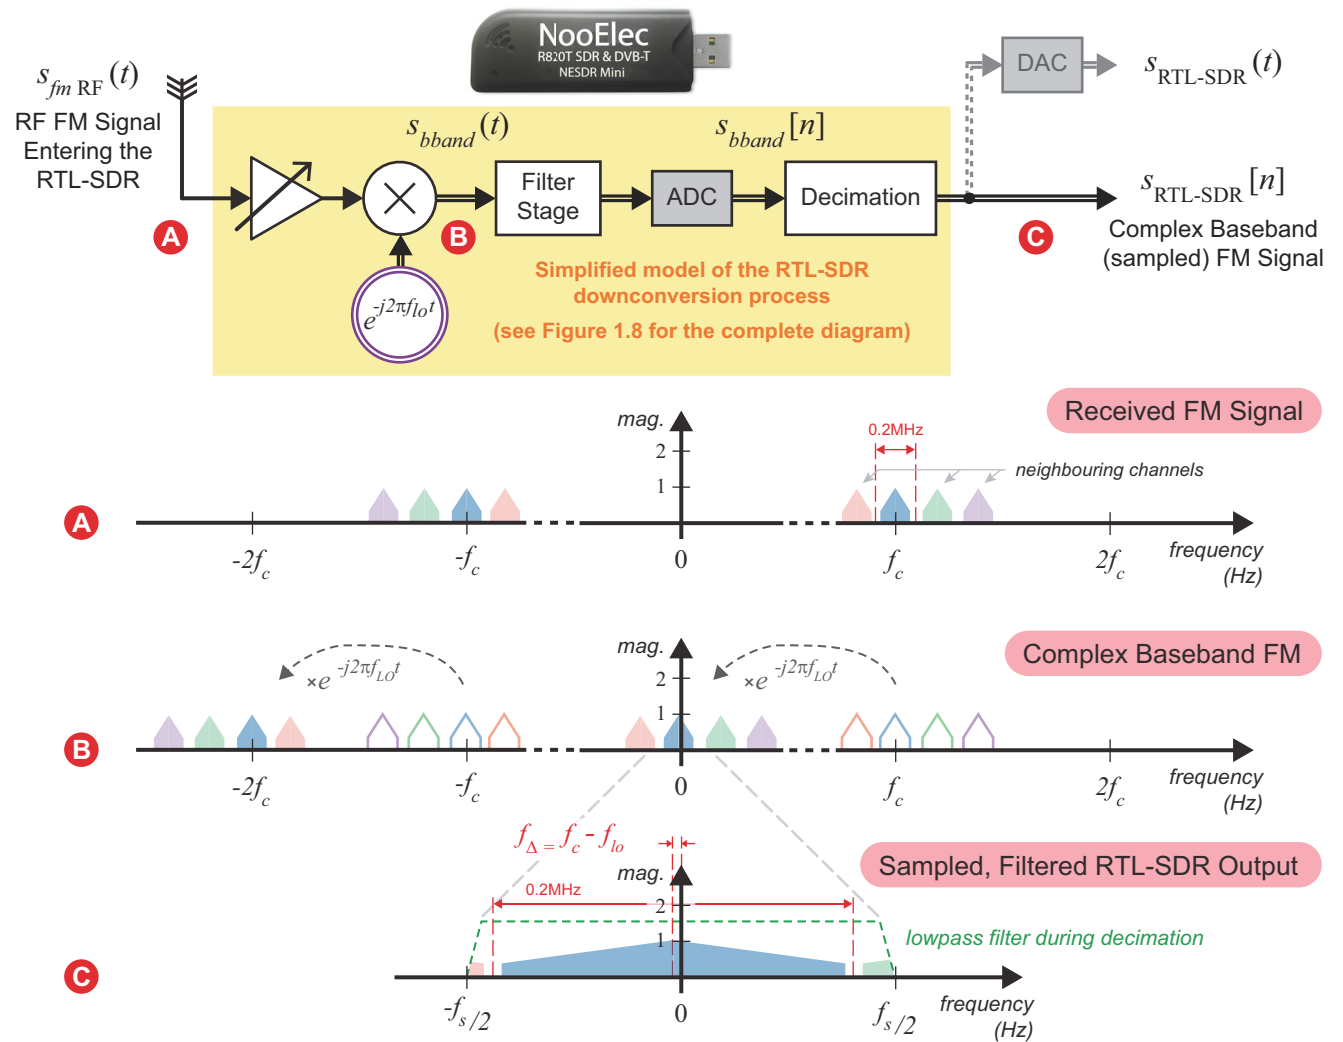 NooElec
R820T SDR & DVB-T
NESDR Mini
s_fm RF(t)
RF FM Signal
Entering the
RTL-SDR
A
s_bband(t)
s_bband[n]
B
Filter
Stage
ADC
Decimation
e^-j2πf_lo t
Simplified model of the RTL-SDR
downconversion process
(see Figure 1.8 for the complete diagram)
DAC
s_RTL-SDR(t)
s_RTL-SDR[n]
C
Complex Baseband
(sampled) FM Signal
Received FM Signal
mag.
2
1
0.2MHz
neighbouring channels
A
-2f_c
-f_c
0
f_c
2f_c
frequency
(Hz)
Complex Baseband FM
mag.
2
1
×e^-j2πf_LO t
×e^-j2πf_LO t
B
-2f_c
-f_c
0
f_c
2f_c
frequency
(Hz)
f_Δ = f_c - f_lo
Sampled, Filtered RTL-SDR Output
mag.
0.2MHz
2
1
lowpass filter during decimation
C
-f_s/2
0
f_s/2
frequency
(Hz)